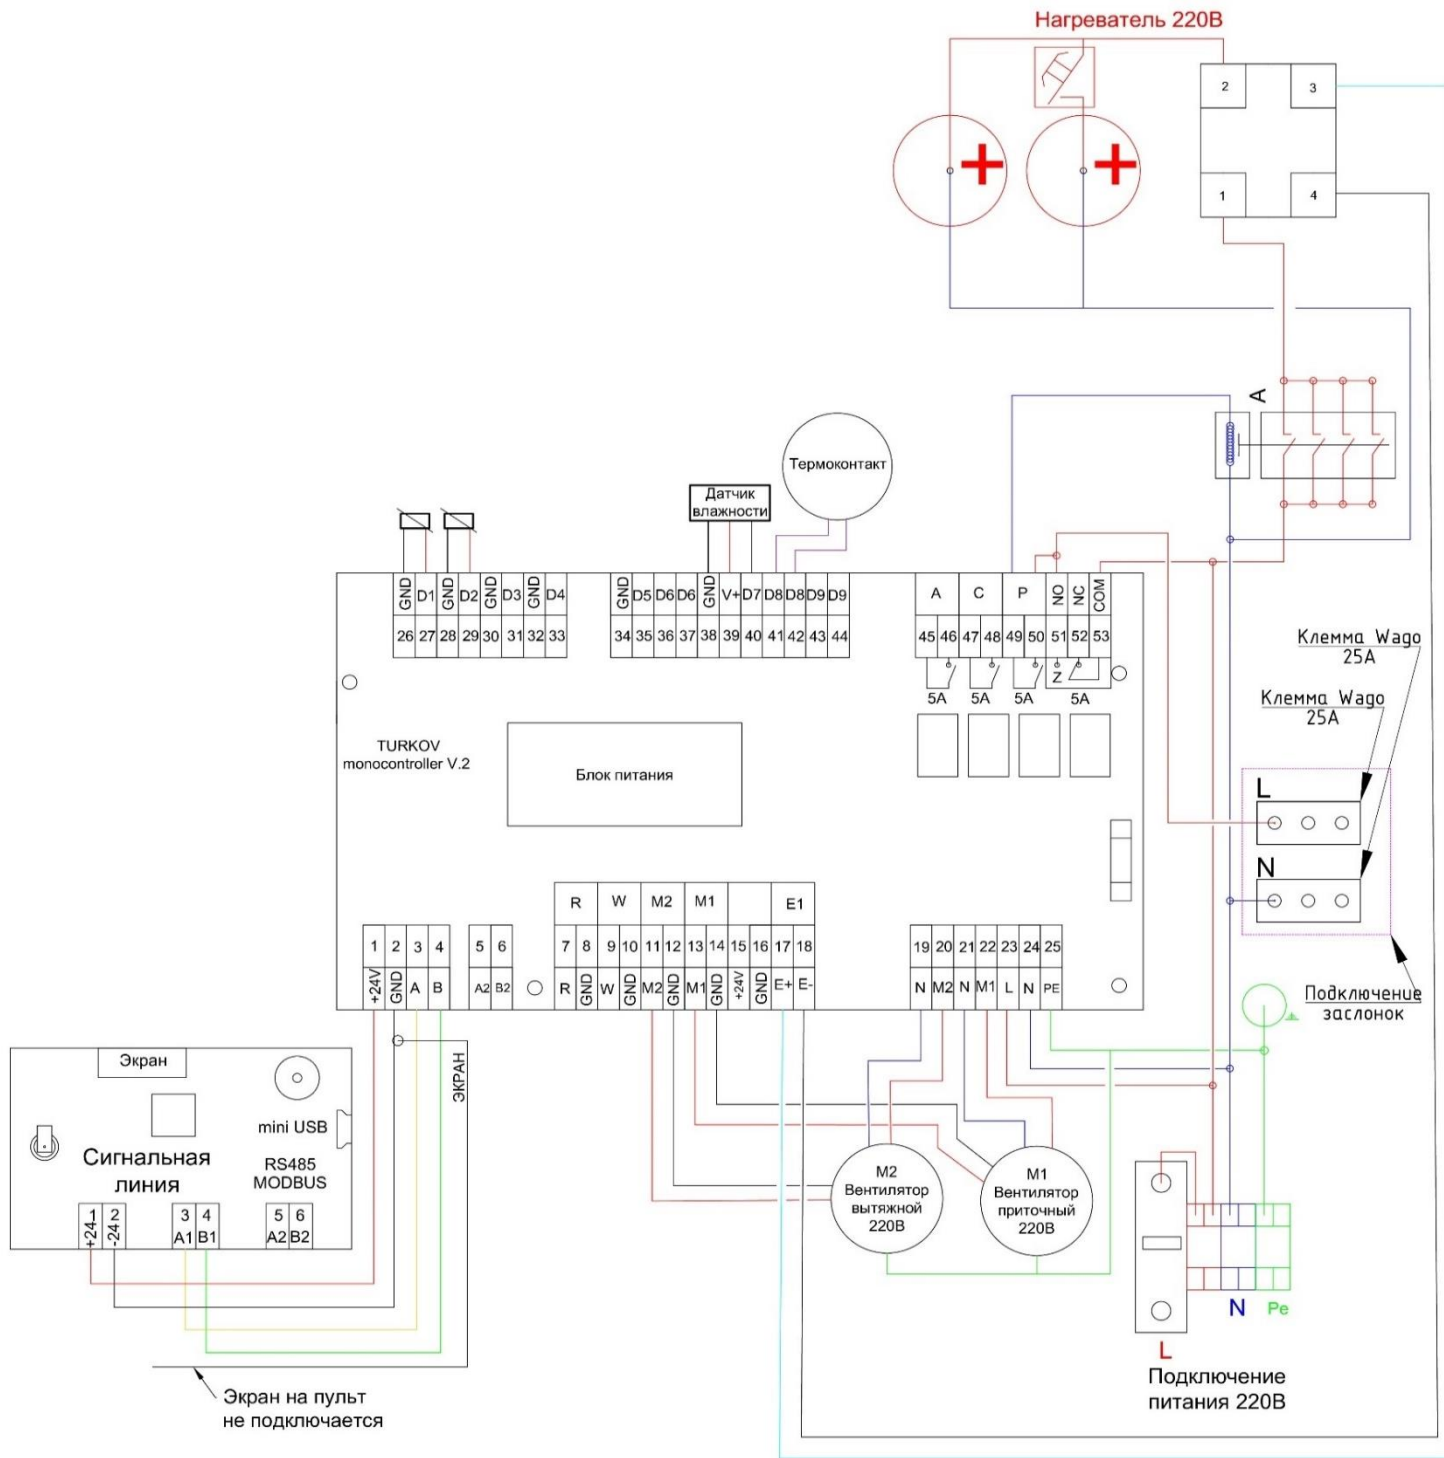 Нагреватель 220В
2 3
1 4
A
Термоконтакт
Датчик
влажности
GND D1 GND D2 GND D3 GND D4
26 27 28 29 30 31 32 33
GND D5 D6 D6 GND V+ D7 D8 D8 D9 D9
34 35 36 37 38 39 40 41 42 43 44
A C P NO NC COM
45 46 47 48 49 50 51 52 53
Z
5A 5A 5A 5A
Клемма Wago
25А
Клемма Wago
25А
TURKOV
monocontroller V.2
Блок питания
L
N
Подключение
заслонок
R W M2 M1 E1
1 2 3 4 5 6 7 8 9 10 11 12 13 14 15 16 17 18 19 20 21 22 23 24 25
+24V GND A B A2 B2 R GND W GND M2 GND M1 GND +24V GND E+ E- N M2 N M1 L N PE
Экран
ЭКРАН
mini USB
Сигнальная
линия
RS485
MODBUS
1 2 3 4 5 6
+24 -24 A1 B1 A2 B2
М2
Вентилятор
вытяжной
220В
М1
Вентилятор
приточный
220В
N Pe
L
Подключение
питания 220В
Экран на пульт
не подключается